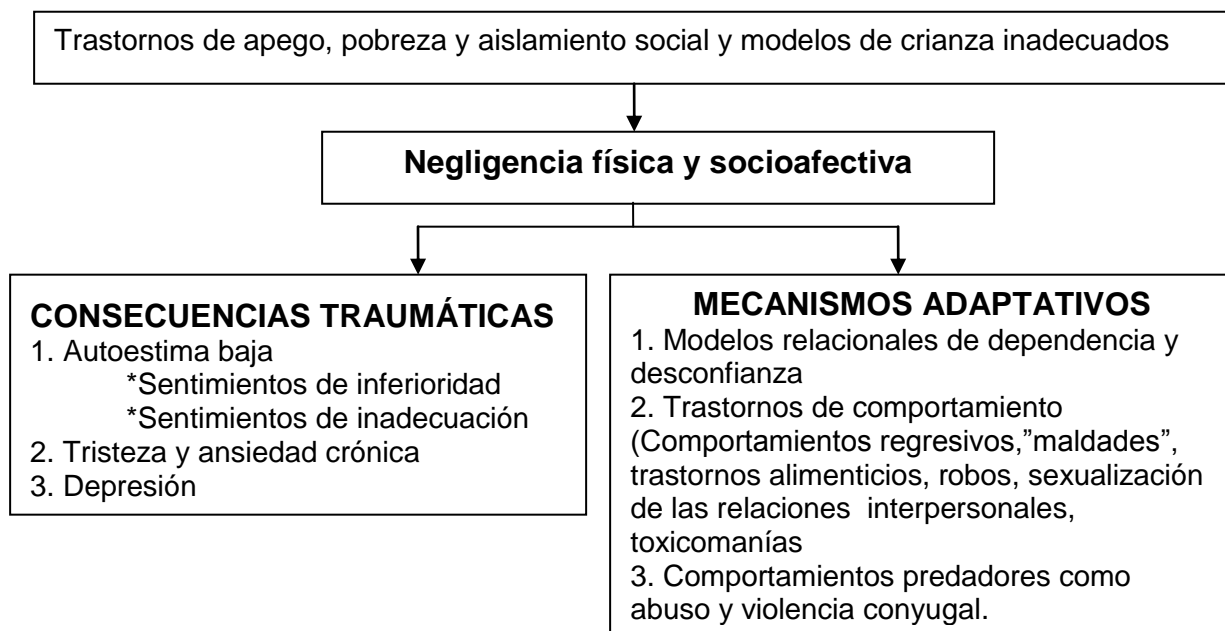 Trastornos de apego, pobreza y aislamiento social y modelos de crianza inadecuados
Negligencia física y socioafectiva
CONSECUENCIAS TRAUMÁTICAS
1. Autoestima baja
*Sentimientos de inferioridad
*Sentimientos de inadecuación
2. Tristeza y ansiedad crónica
3. Depresión
MECANISMOS ADAPTATIVOS
1. Modelos relacionales de dependencia y
desconfianza
2. Trastornos de comportamiento
(Comportamientos regresivos,”maldades”,
trastornos alimenticios, robos, sexualización
de las relaciones  interpersonales,
toxicomanías
3. Comportamientos predadores como
abuso y violencia conyugal.